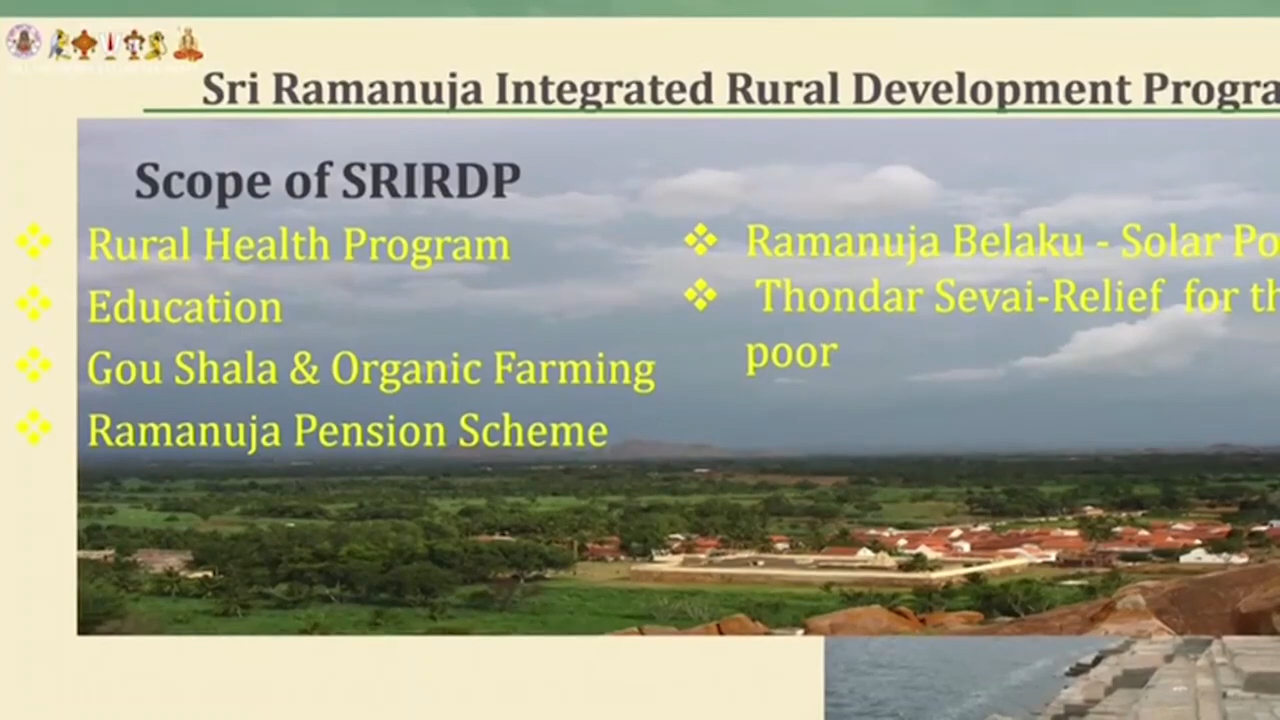 Sri Ramanuja Integrated Rural Development Progra
Scope of SRIRDP
❖ Rural Health Program
❖ Education
❖ Gou Shala & Organic Farming
❖ Ramanuja Pension Scheme
❖ Ramanuja Belaku - Solar Po
❖ Thondar Sevai-Relief for th
poor